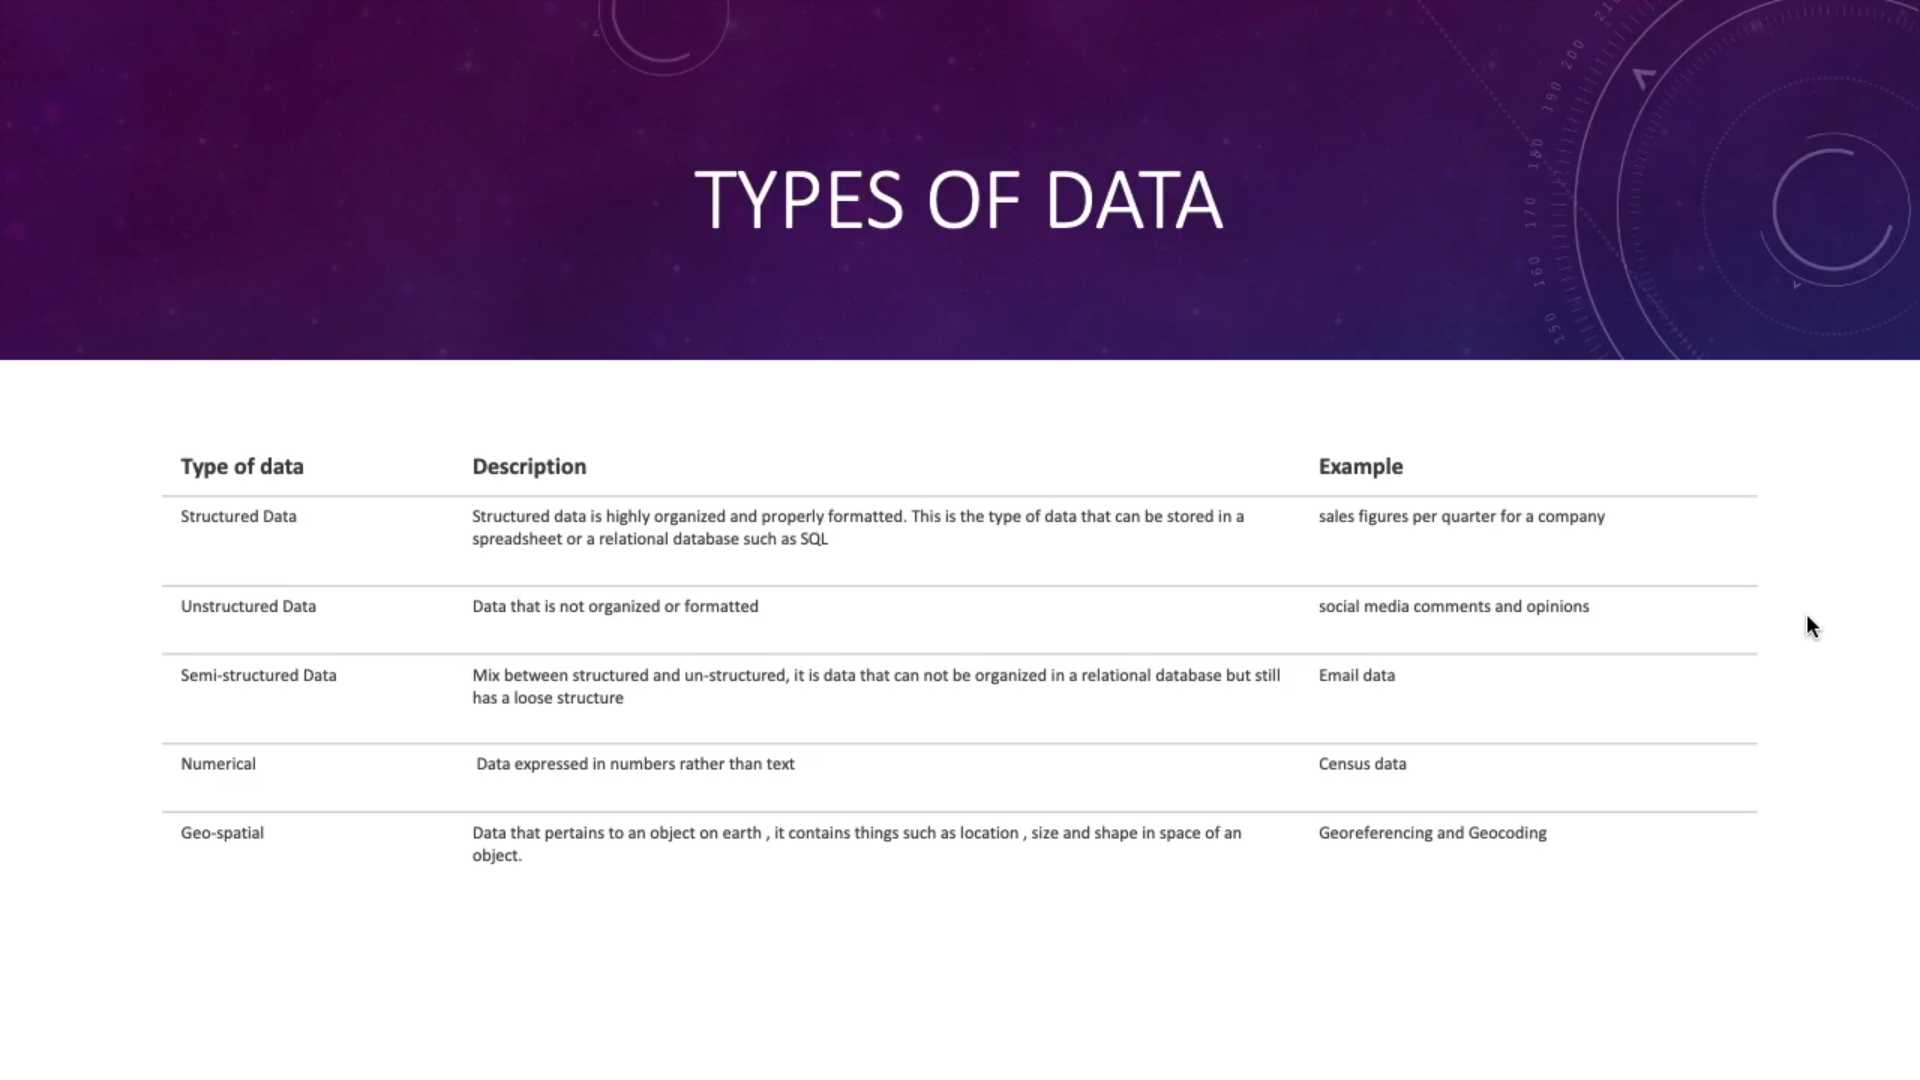 TYPES OF DATA
Type of data Description Example
Structured Data Structured data is highly organized and properly formatted. This is the type of data that can be stored in a sales figures per quarter for a company
spreadsheet or a relational database such as SQL
Unstructured Data Data that is not organized or formatted social media comments and opinions
Semi-structured Data Mix between structured and un-structured, it is data that can not be organized in a relational database but still Email data
has a loose structure
Numerical Data expressed in numbers rather than text Census data
Geo-spatial Data that pertains to an object on earth , it contains things such as location , size and shape in space of an Georeferencing and Geocoding
object.
200
190
180
170
160
150